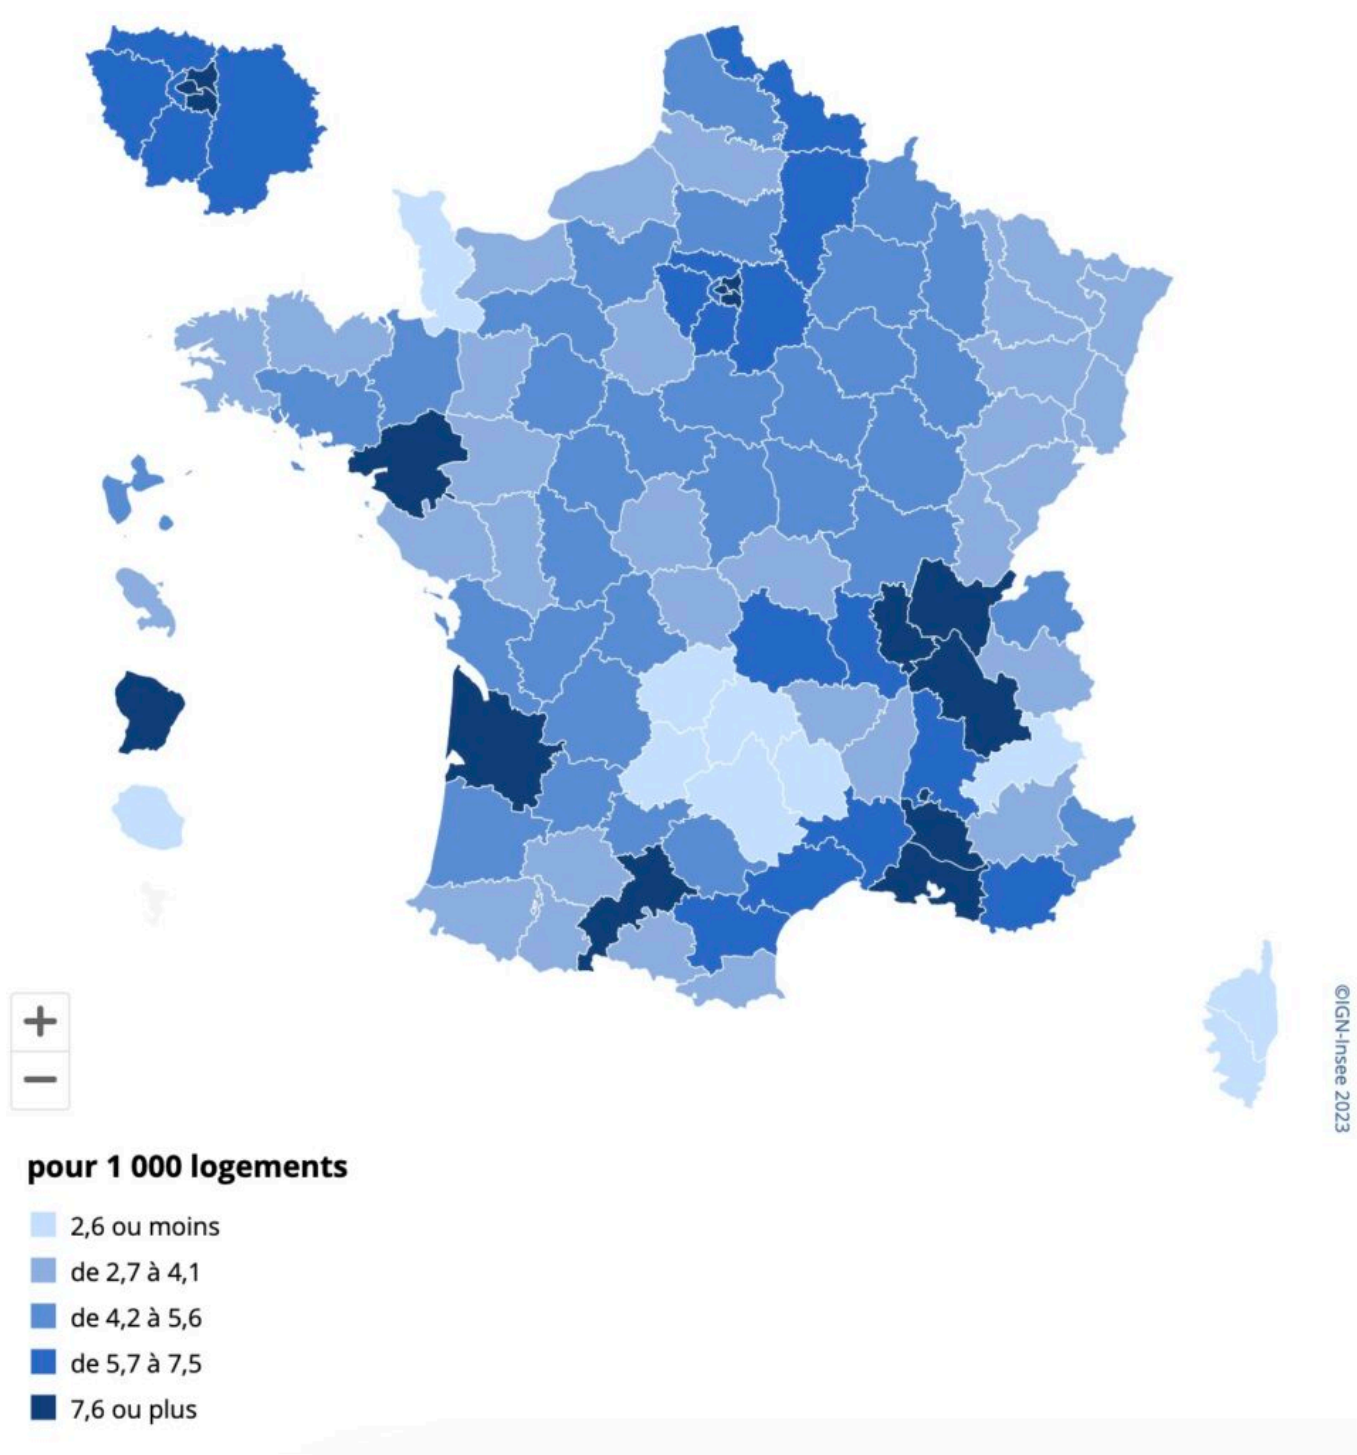 ©IGN-Insee 2023
pour 1 000 logements
2,6 ou moins
de 2,7 à 4,1
de 4,2 à 5,6
de 5,7 à 7,5
7,6 ou plus